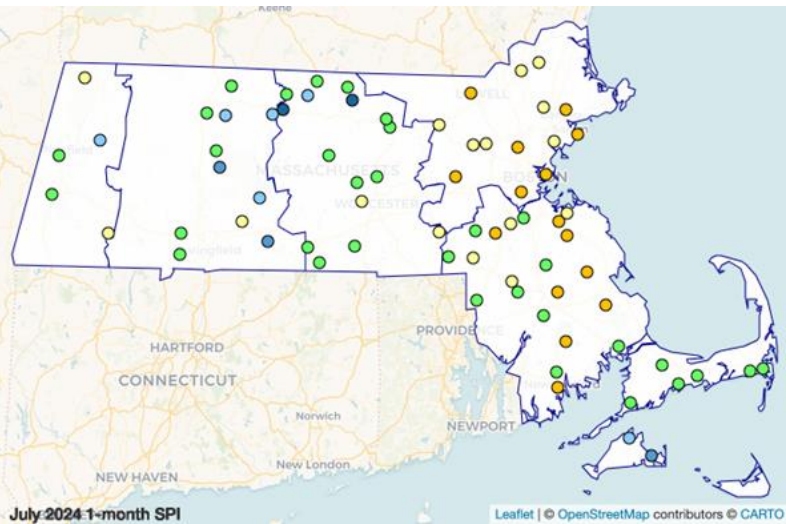 Keene
LOWELL
MASSACHUSETTS
BOSTON
WORCESTER
Springfield
PROVIDENCE
HARTFORD
CONNECTICUT
Norwich
NEWPORT
New London
NEW HAVEN
July 2024 1-month SPI
Leaflet | © OpenStreetMap contributors © CARTO